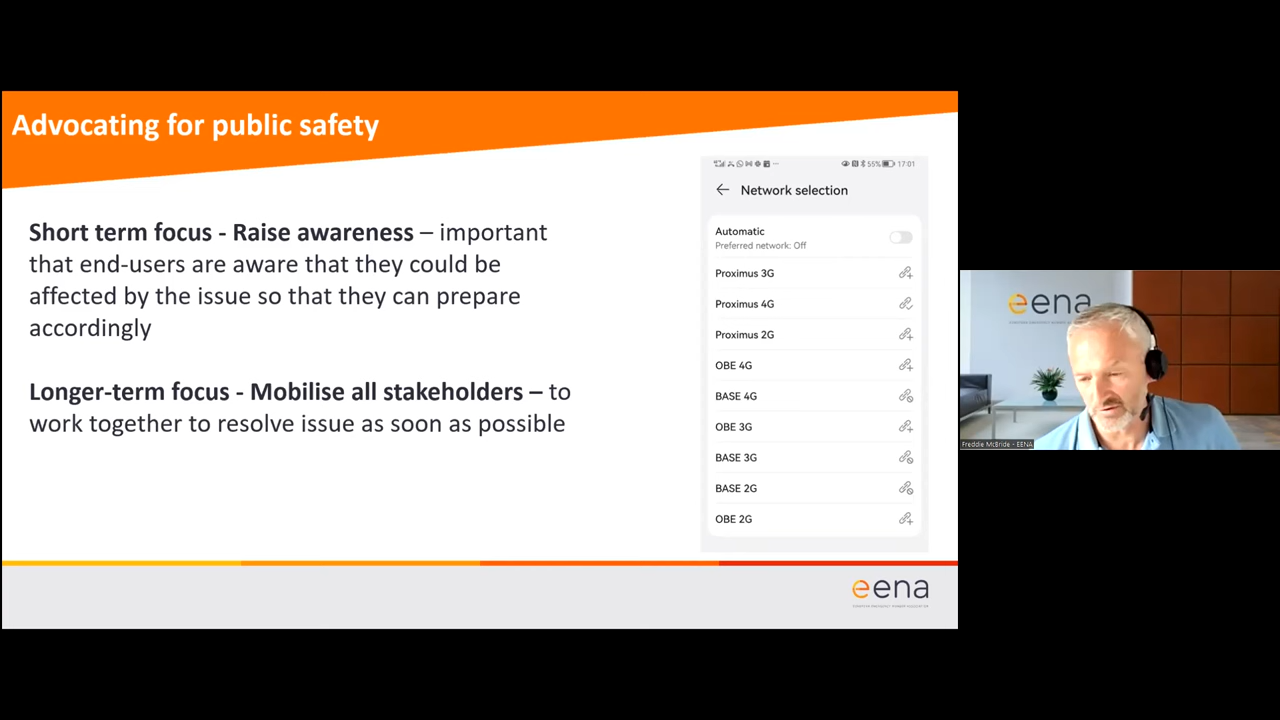 Advocating for public safety
Short term focus - Raise awareness – important
that end-users are aware that they could be
affected by the issue so that they can prepare
accordingly
Longer-term focus - Mobilise all stakeholders – to
work together to resolve issue as soon as possible
55% 17:01
Network selection
Automatic
Preferred network: Off
Proximus 3G
Proximus 4G
Proximus 2G
OBE 4G
BASE 4G
OBE 3G
BASE 3G
BASE 2G
OBE 2G
eena
eena
Freddie McBride - EENA